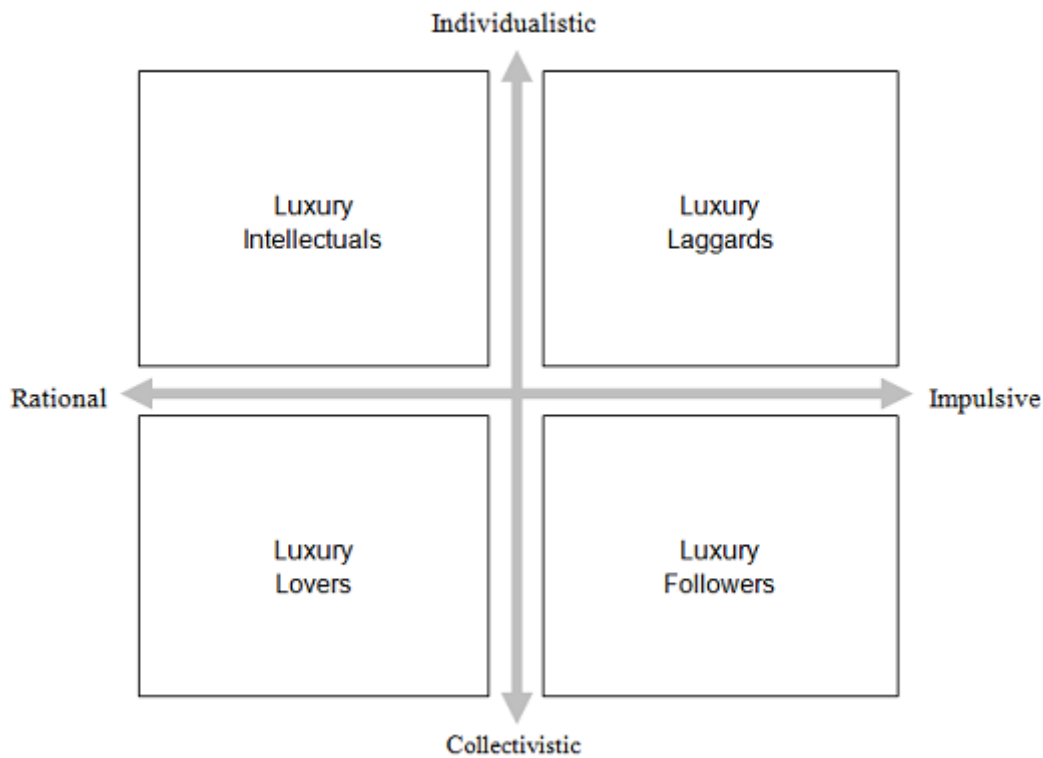 Individualistic
Luxury
Intellectuals
Luxury
Laggards
Rational
Impulsive
Luxury
Lovers
Luxury
Followers
Collectivistic